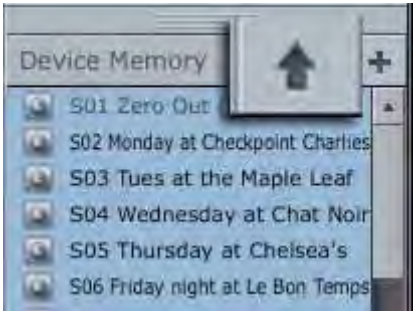 Device Memory
S01 Zero Out
S02 Monday at Checkpoint Charlies
S03 Tues at the Maple Leaf
S04 Wednesday at Chat Noir
S05 Thursday at Chelsea's
S06 Friday night at Le Bon Temps